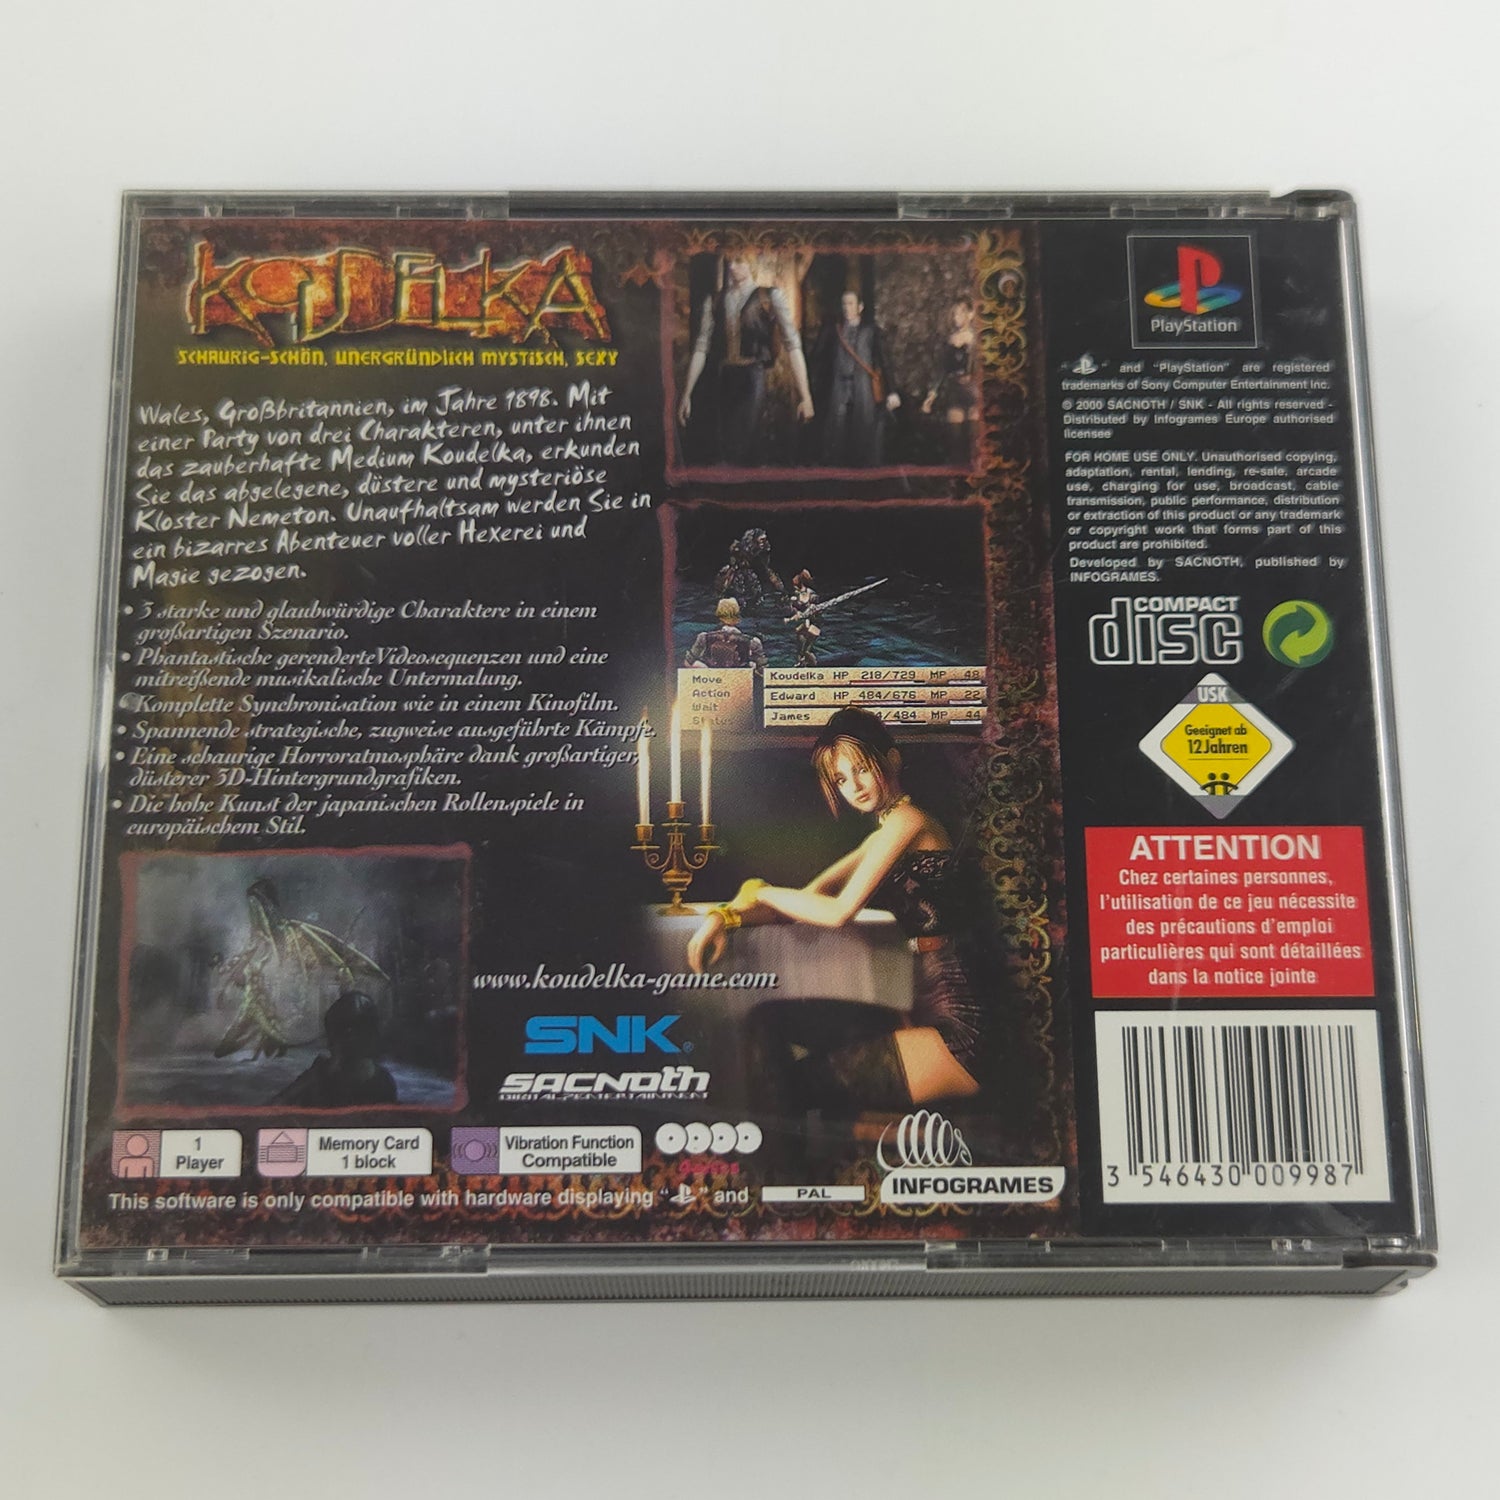 KOUDELKA
SCHAURIG-SCHÖN, UNERGRÜNDLICH MYSTISCH, SEXY
Wales, Großbritannien, im Jahre 1898. Mit
einer Party von drei Charakteren, unter ihnen
das zauberhafte Medium Koudelka, erkunden
Sie das abgelegene, düstere und mysteriöse
Kloster Nemeton. Unaufhaltsam werden Sie in
ein bizarres Abenteuer voller Hexerei und
Magie gezogen.
• 3 starke und glaubwürdige Charaktere in einem
großartigen Szenario.
• Phantastische gerenderte Videosequenzen und eine
mitreißende musikalische Untermalung.
• Komplette Synchronisation wie in einem Kinofilm.
• Spannende strategische, zugweise ausgeführte Kämpfe.
• Eine schaurige Horroratmosphäre dank großartiger,
düsterer 3D-Hintergrundgrafiken.
• Die hohe Kunst der japanischen Rollenspiele in
europäischem Stil.
Move
Action
Wait
Status
Koudelka HP 218/729 MP 48
Edward HP 484/676 MP 22
James 4/484 MP 44
www.koudelka-game.com
SNK®
SACNOTH
DIGITAL ENTERTAINMENT
1
Player
Memory Card
1 block
Vibration Function
Compatible
This software is only compatible with hardware displaying " " and PAL
INFOGRAMES
PlayStation
" " and "PlayStation" are registered
trademarks of Sony Computer Entertainment Inc.
© 2000 SACNOTH / SNK - All rights reserved -
Distributed by Infogrames Europe authorised
licensee
FOR HOME USE ONLY. Unauthorised copying,
adaptation, rental, lending, re-sale, arcade
use, charging for use, broadcast, cable
transmission, public performance, distribution
or extraction of this product or any trademark
or copyright work that forms part of this
product are prohibited.
Developed by SACNOTH, published by
INFOGRAMES.
COMPACT
disc
USK
Geeignet ab
12 Jahren
ATTENTION
Chez certaines personnes,
l'utilisation de ce jeu nécessite
des précautions d'emploi
particulières qui sont détaillées
dans la notice jointe
3 546430 009987